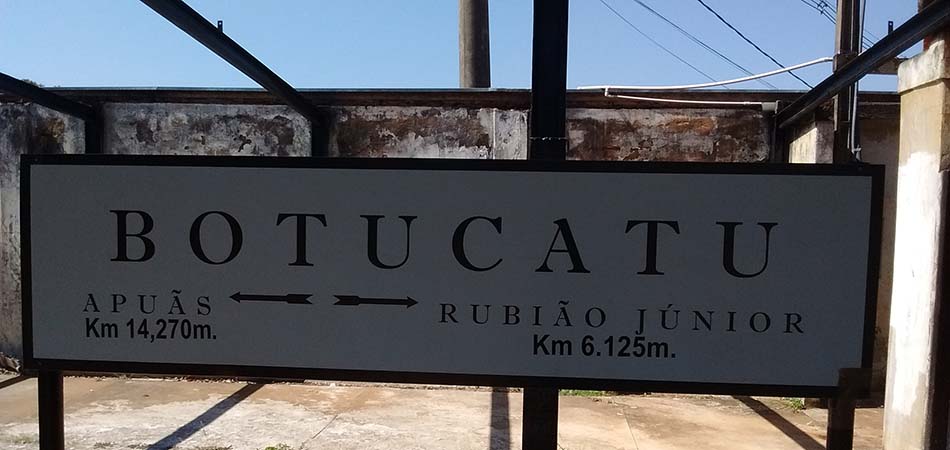 BOTUCATU
APUÃS RUBIÃO JÚNIOR
Km 14,270m. Km 6.125m.